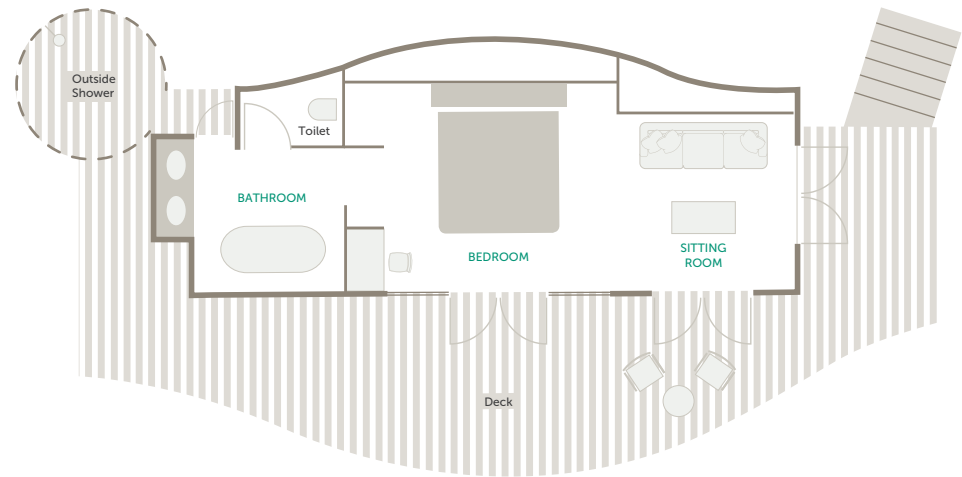 Outside
Shower
Toilet
BATHROOM
BEDROOM
SITTING
ROOM
Deck